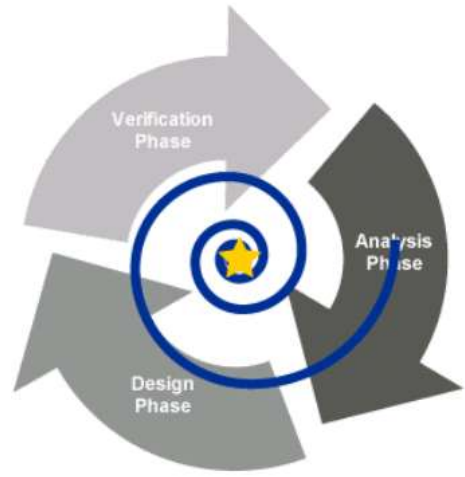 Verification
Phase
Analysis
Phase
Design
Phase